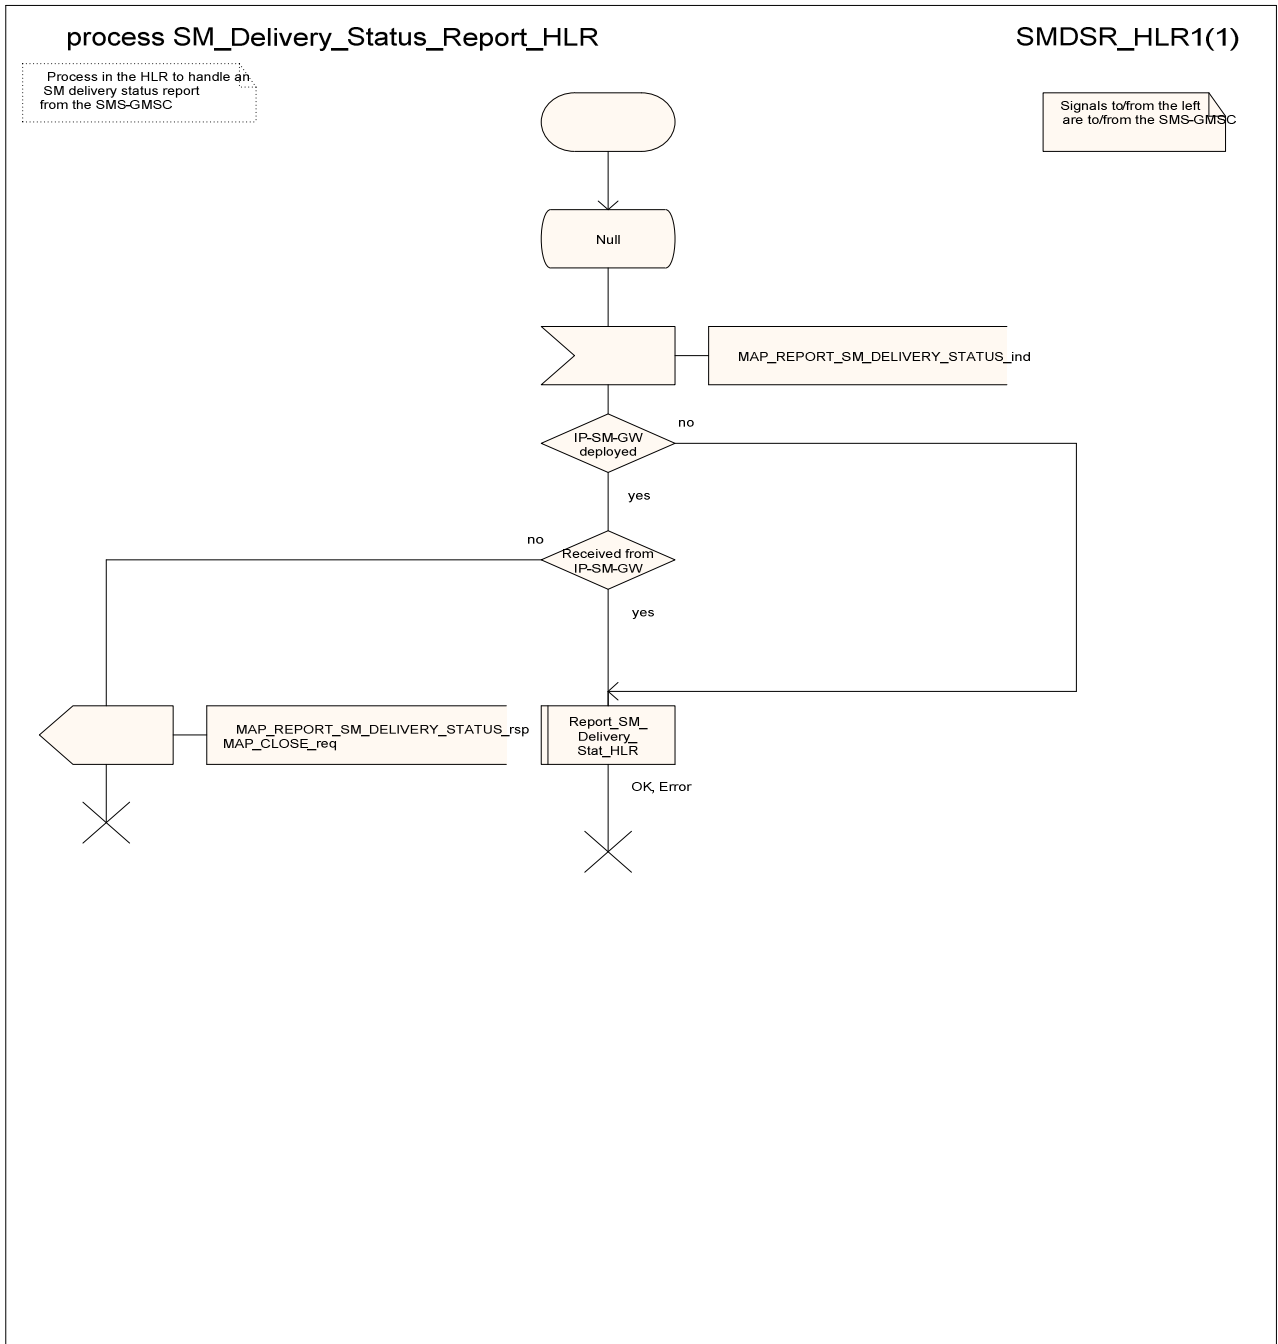 process SM_Delivery_Status_Report_HLR
SMDSR_HLR1(1)
Process in the HLR to handle an
SM delivery status report
from the SMS-GMSC
Signals to/from the left
are to/from the SMS-GMSC
Null
MAP_REPORT_SM_DELIVERY_STATUS_ind
no
IP-SM-GW
deployed
yes
no
Received from
IP-SM-GW
yes
MAP_REPORT_SM_DELIVERY_STATUS_rsp
MAP_CLOSE_req
Report_SM_
Delivery_
Stat_HLR
OK, Error